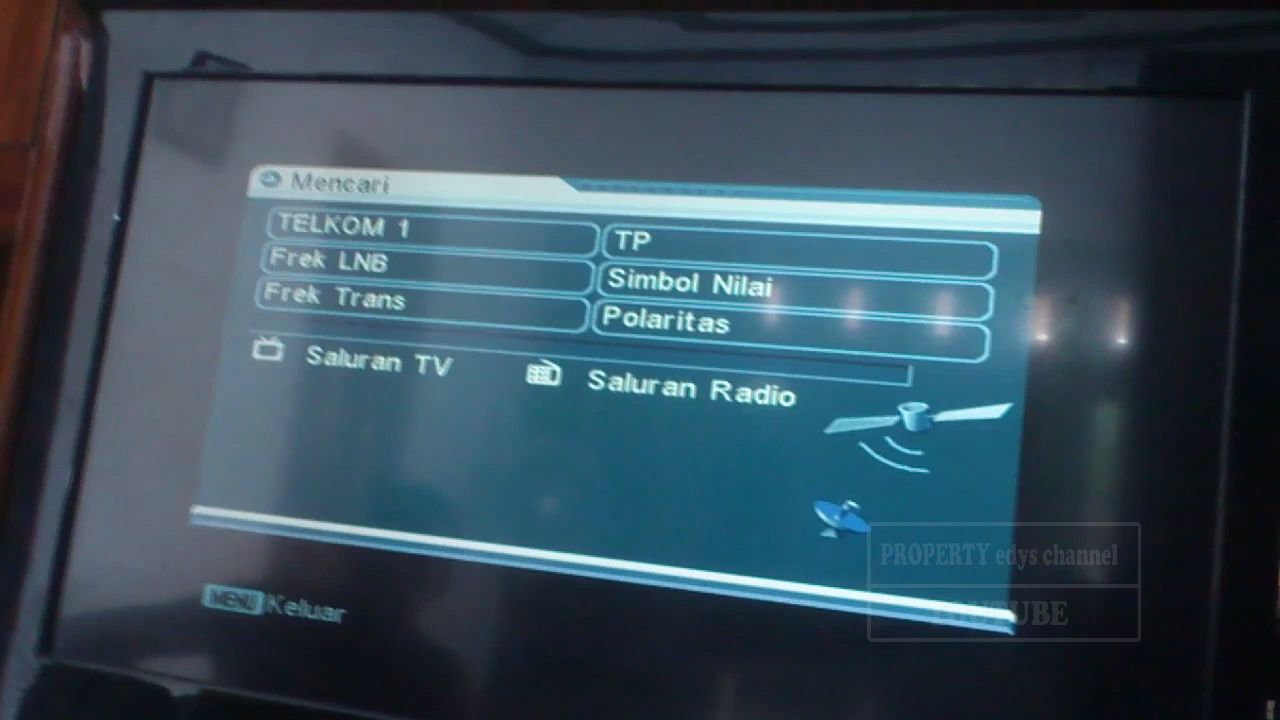 Mencari
TELKOM 1
TP
Frek LNB
Simbol Nilai
Frek Trans
Polaritas
Saluran TV
Saluran Radio
MENU Keluar
PROPERTY edys channel